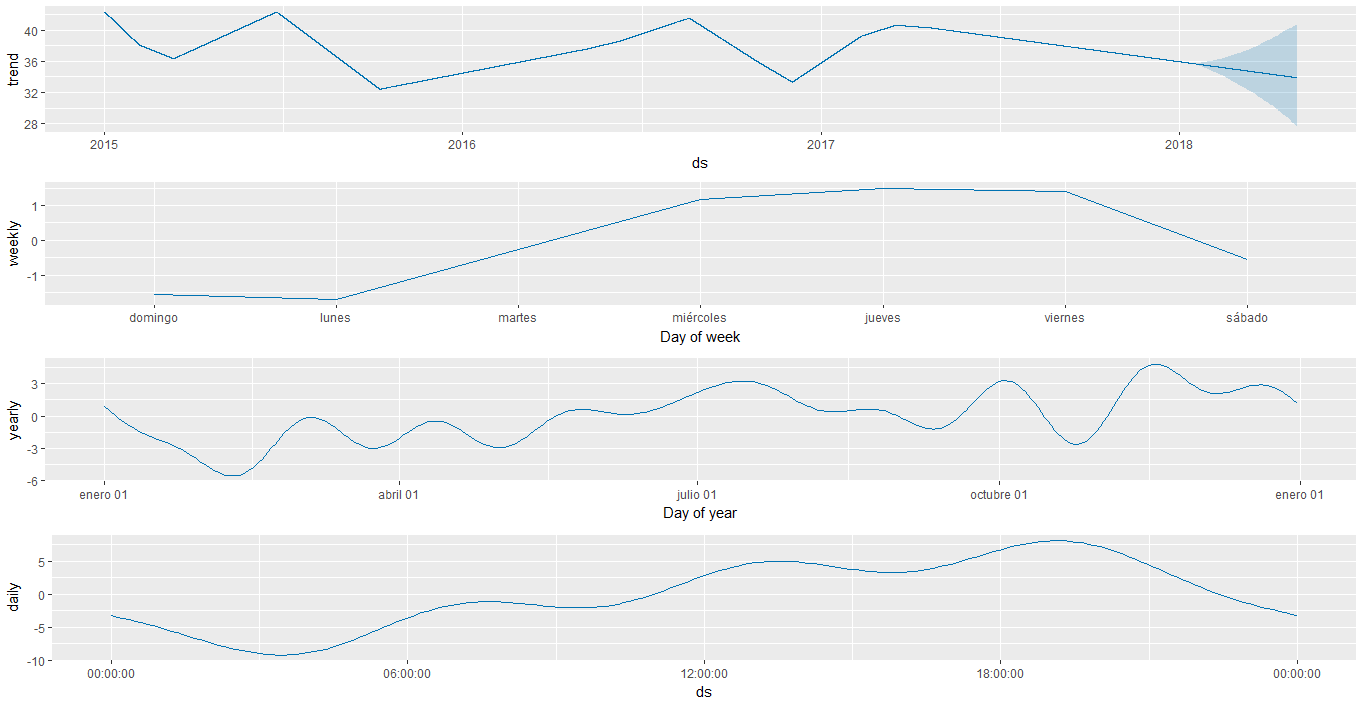 trend
40
36
32
28
2015 2016 2017 2018
ds
weekly
1
0
-1
domingo lunes martes miércoles jueves viernes sábado
Day of week
yearly
3
0
-3
-6
enero 01 abril 01 julio 01 octubre 01 enero 01
Day of year
daily
5
0
-5
-10
00:00:00 06:00:00 12:00:00 18:00:00 00:00:00
ds